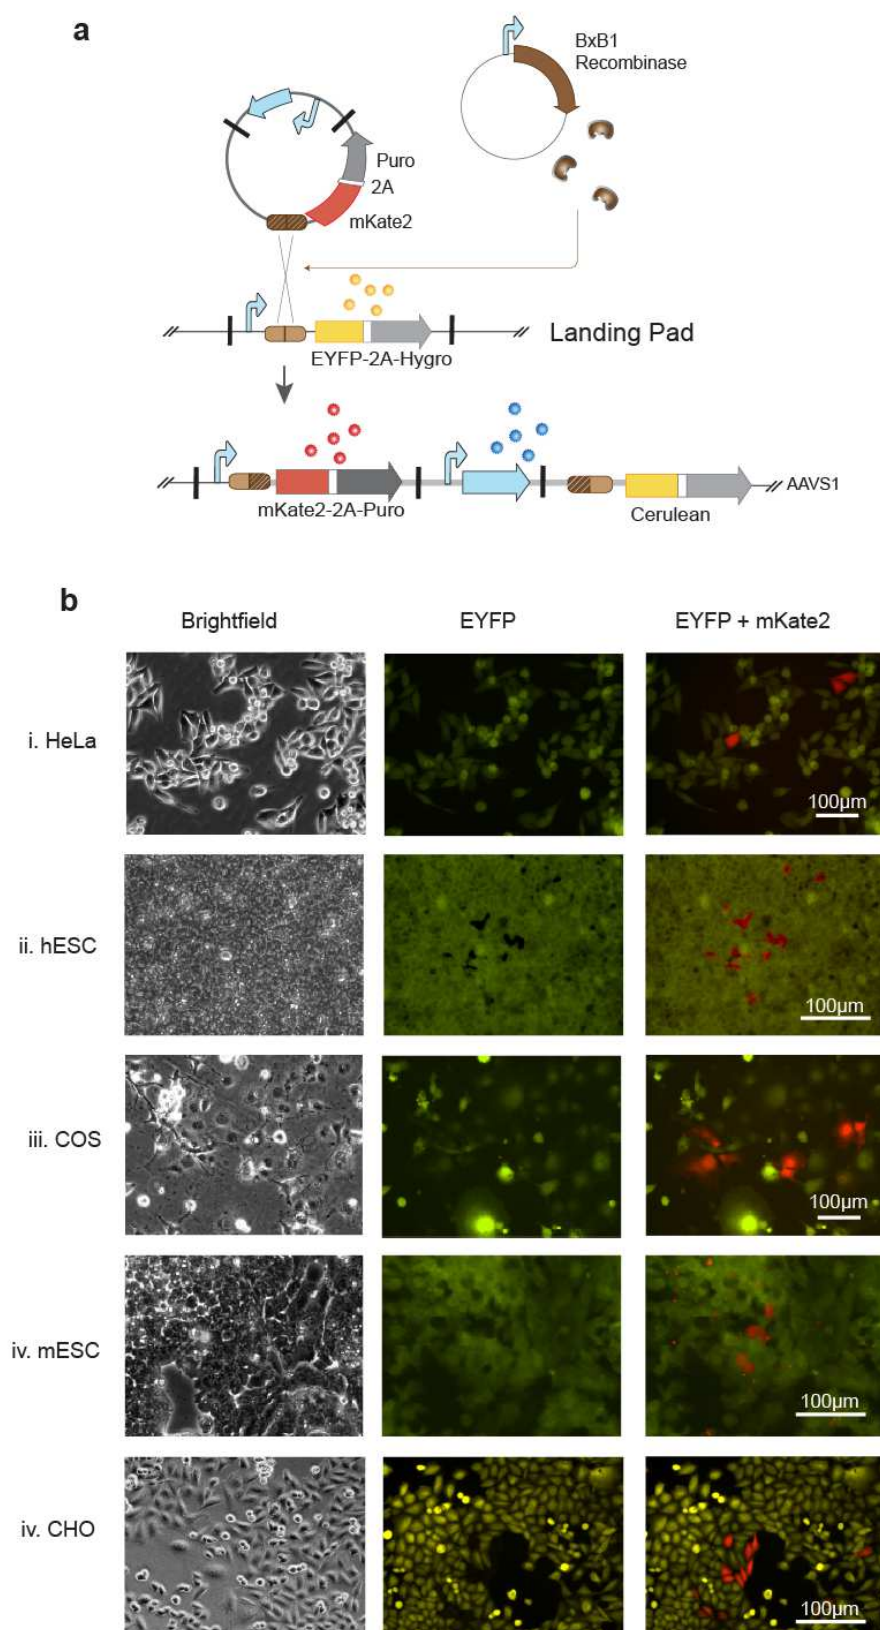 a
BxB1
Recombinase
Puro
2A
mKate2
EYFP-2A-Hygro
Landing Pad
mKate2-2A-Puro
Cerulean
AAVS1
b
Brightfield
EYFP
EYFP + mKate2
i. HeLa
100µm
ii. hESC
100µm
iii. COS
100µm
iv. mESC
100µm
iv. CHO
100µm